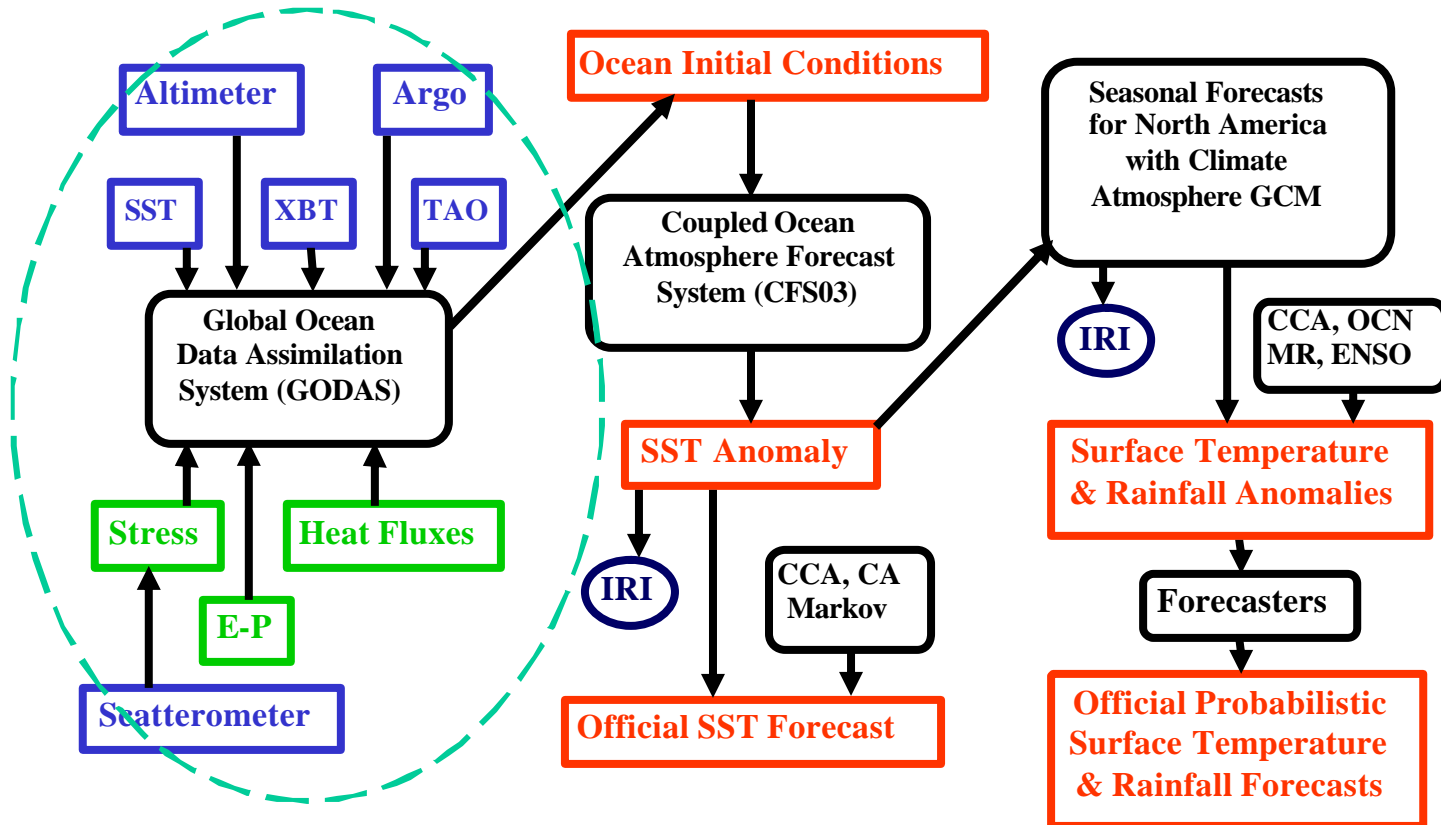 Altimeter
Argo
SST
XBT
TAO
Global Ocean
Data Assimilation
System (GODAS)
Stress
Heat Fluxes
E-P
Scatterometer
Ocean Initial Conditions
Coupled Ocean
Atmosphere Forecast
System (CFS03)
SST Anomaly
IRI
CCA, CA
Markov
Official SST Forecast
Seasonal Forecasts
for North America
with Climate
Atmosphere GCM
IRI
CCA, OCN
MR, ENSO
Surface Temperature
& Rainfall Anomalies
Forecasters
Official Probabilistic
Surface Temperature
& Rainfall Forecasts